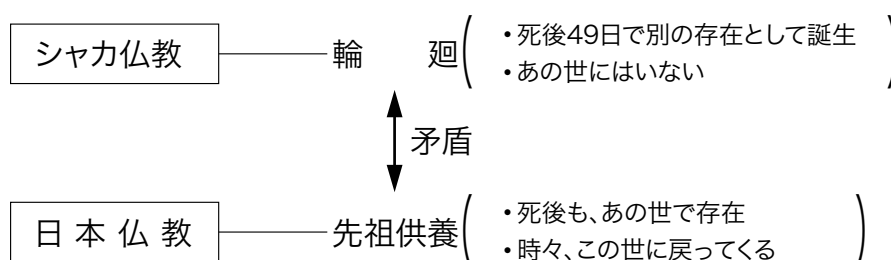 シャカ仏教 輪　廻 ・死後49日で別の存在として誕生
・あの世にはいない
矛盾
日本仏教 先祖供養 ・死後も、あの世で存在
・時々、この世に戻ってくる